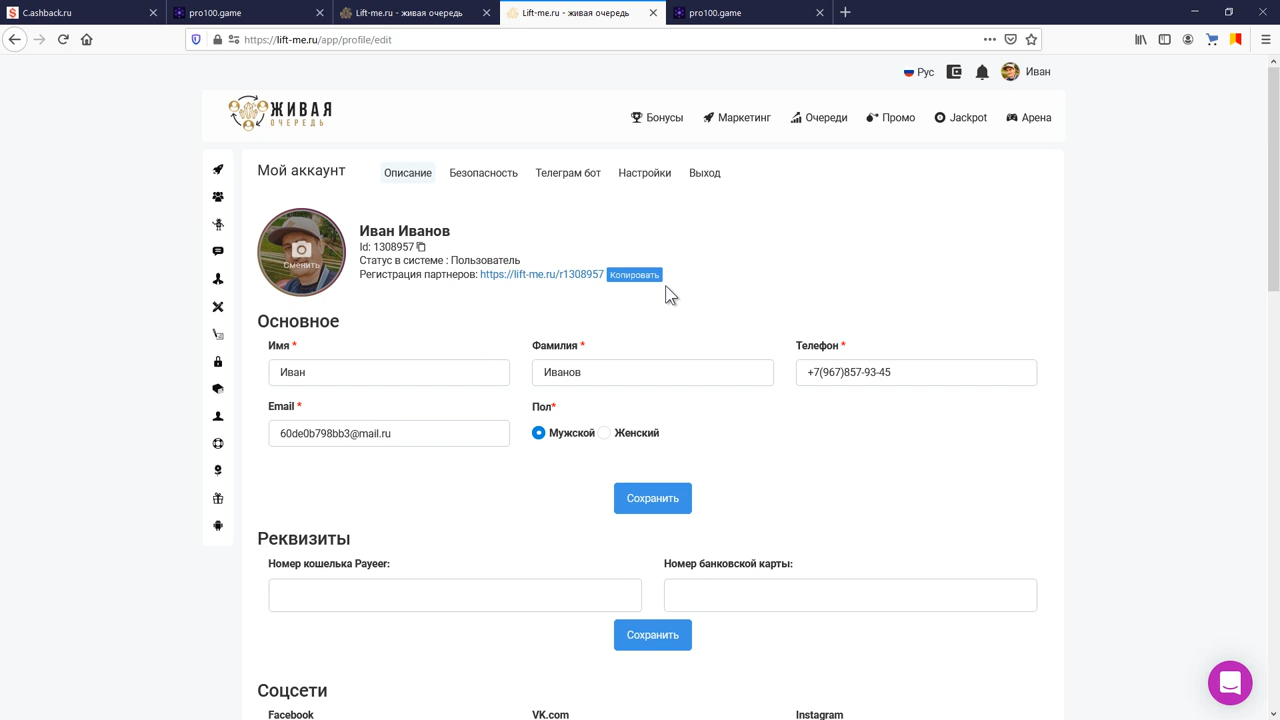 C.ashback.ru
pro100.game
Lift-me.ru - живая очередь
Lift-me.ru - живая очередь
pro100.game
https://lift-me.ru/app/profile/edit
Рус
Иван
ЖИВАЯ
ОЧЕРЕДЬ
Бонусы
Маркетинг
Очереди
Промо
Jackpot
Арена
Мой аккаунт
Описание
Безопасность
Телеграм бот
Настройки
Выход
Сменить
Иван Иванов
Id: 1308957
Статус в системе : Пользователь
Регистрация партнеров: https://lift-me.ru/r1308957 Копировать
Основное
Имя *
Фамилия *
Телефон *
Иван
Иванов
+7(967)857-93-45
Email *
Пол*
60de0b798bb3@mail.ru
Мужской
Женский
Сохранить
Реквизиты
Номер кошелька Payeer:
Номер банковской карты:
Сохранить
Соцсети
Facebook
VK.com
Instagram